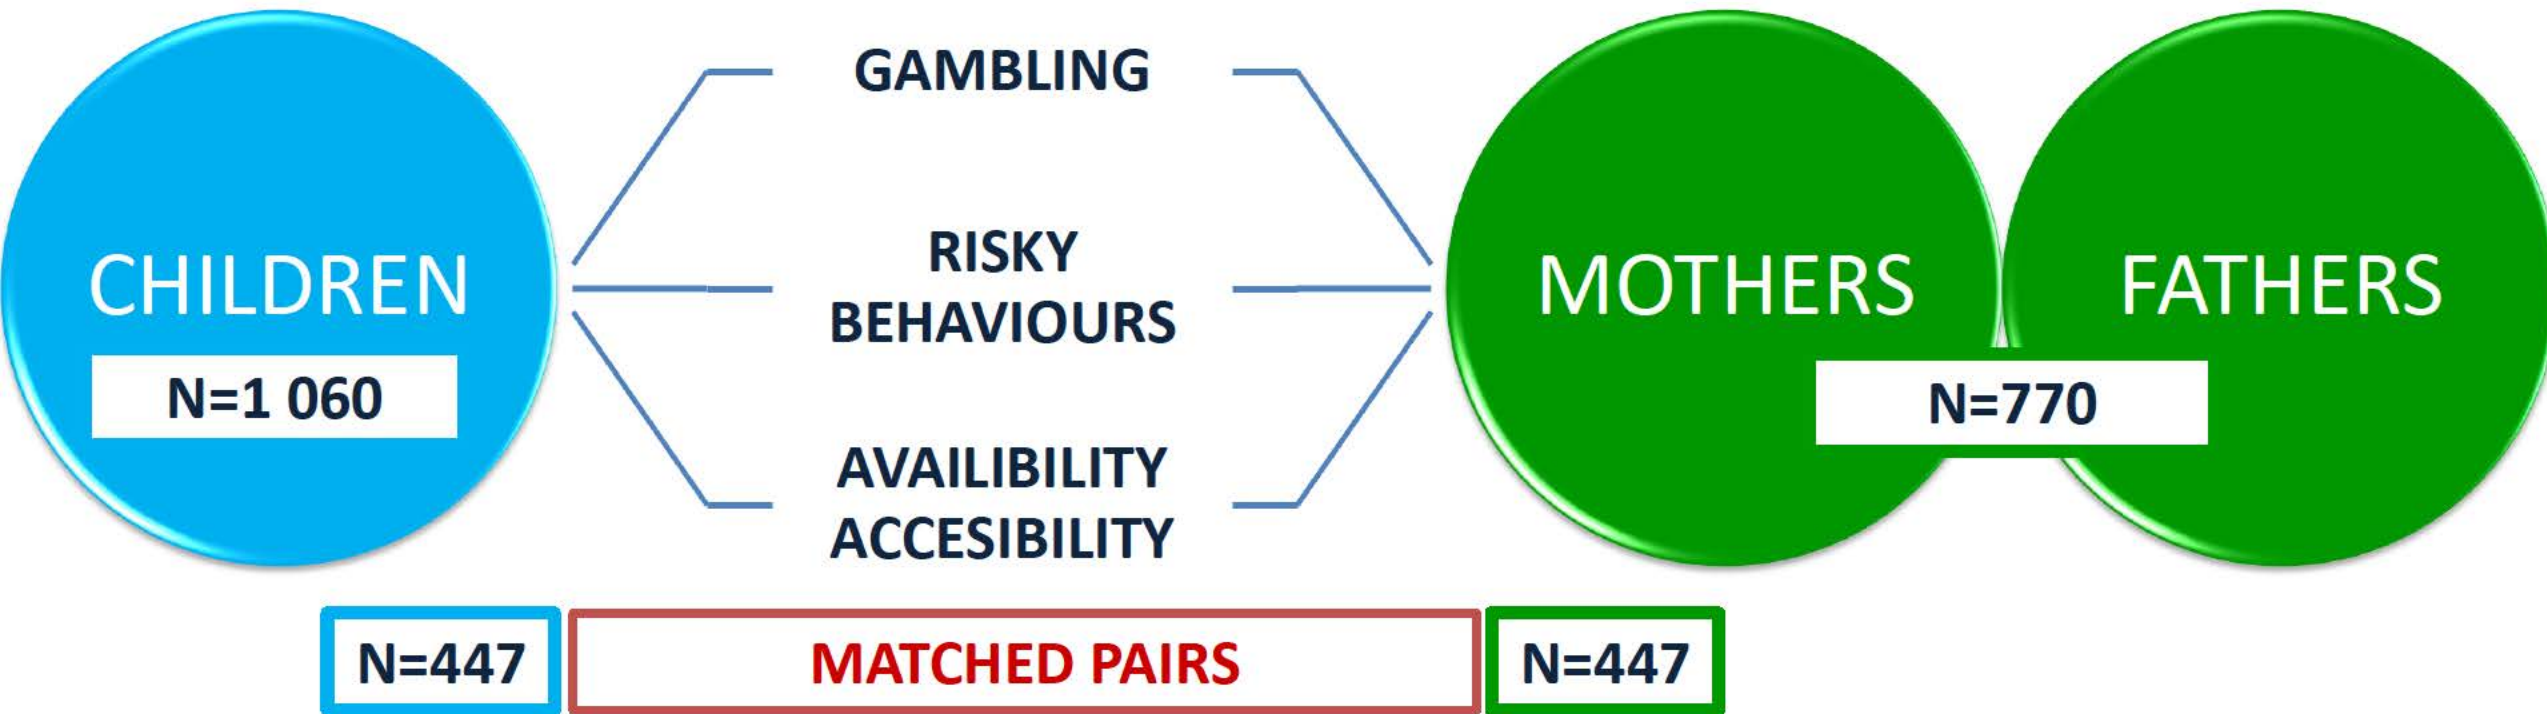 GAMBLING
RISKY
BEHAVIOURS
AVAILIBILITY
ACCESIBILITY
CHILDREN
N=1 060
MOTHERS
FATHERS
N=770
N=447
MATCHED PAIRS
N=447